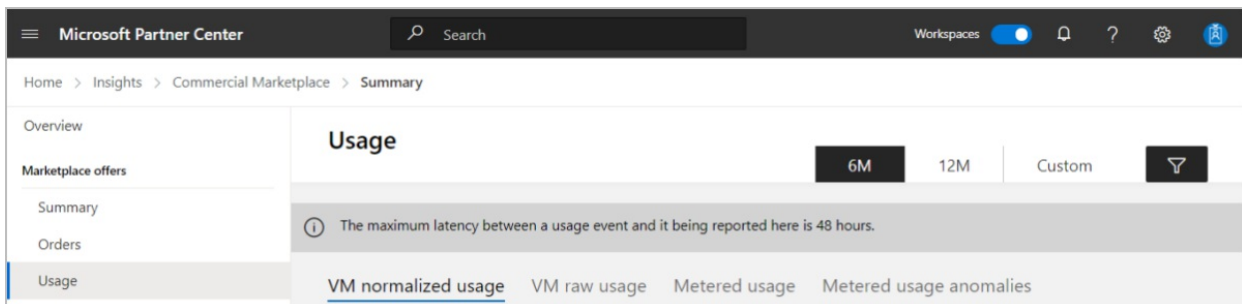 Microsoft Partner Center
Search
Workspaces
?
Home > Insights > Commercial Marketplace > Summary
Overview
Marketplace offers
Summary
Orders
Usage
Usage
6M
12M
Custom
The maximum latency between a usage event and it being reported here is 48 hours.
VM normalized usage
VM raw usage
Metered usage
Metered usage anomalies